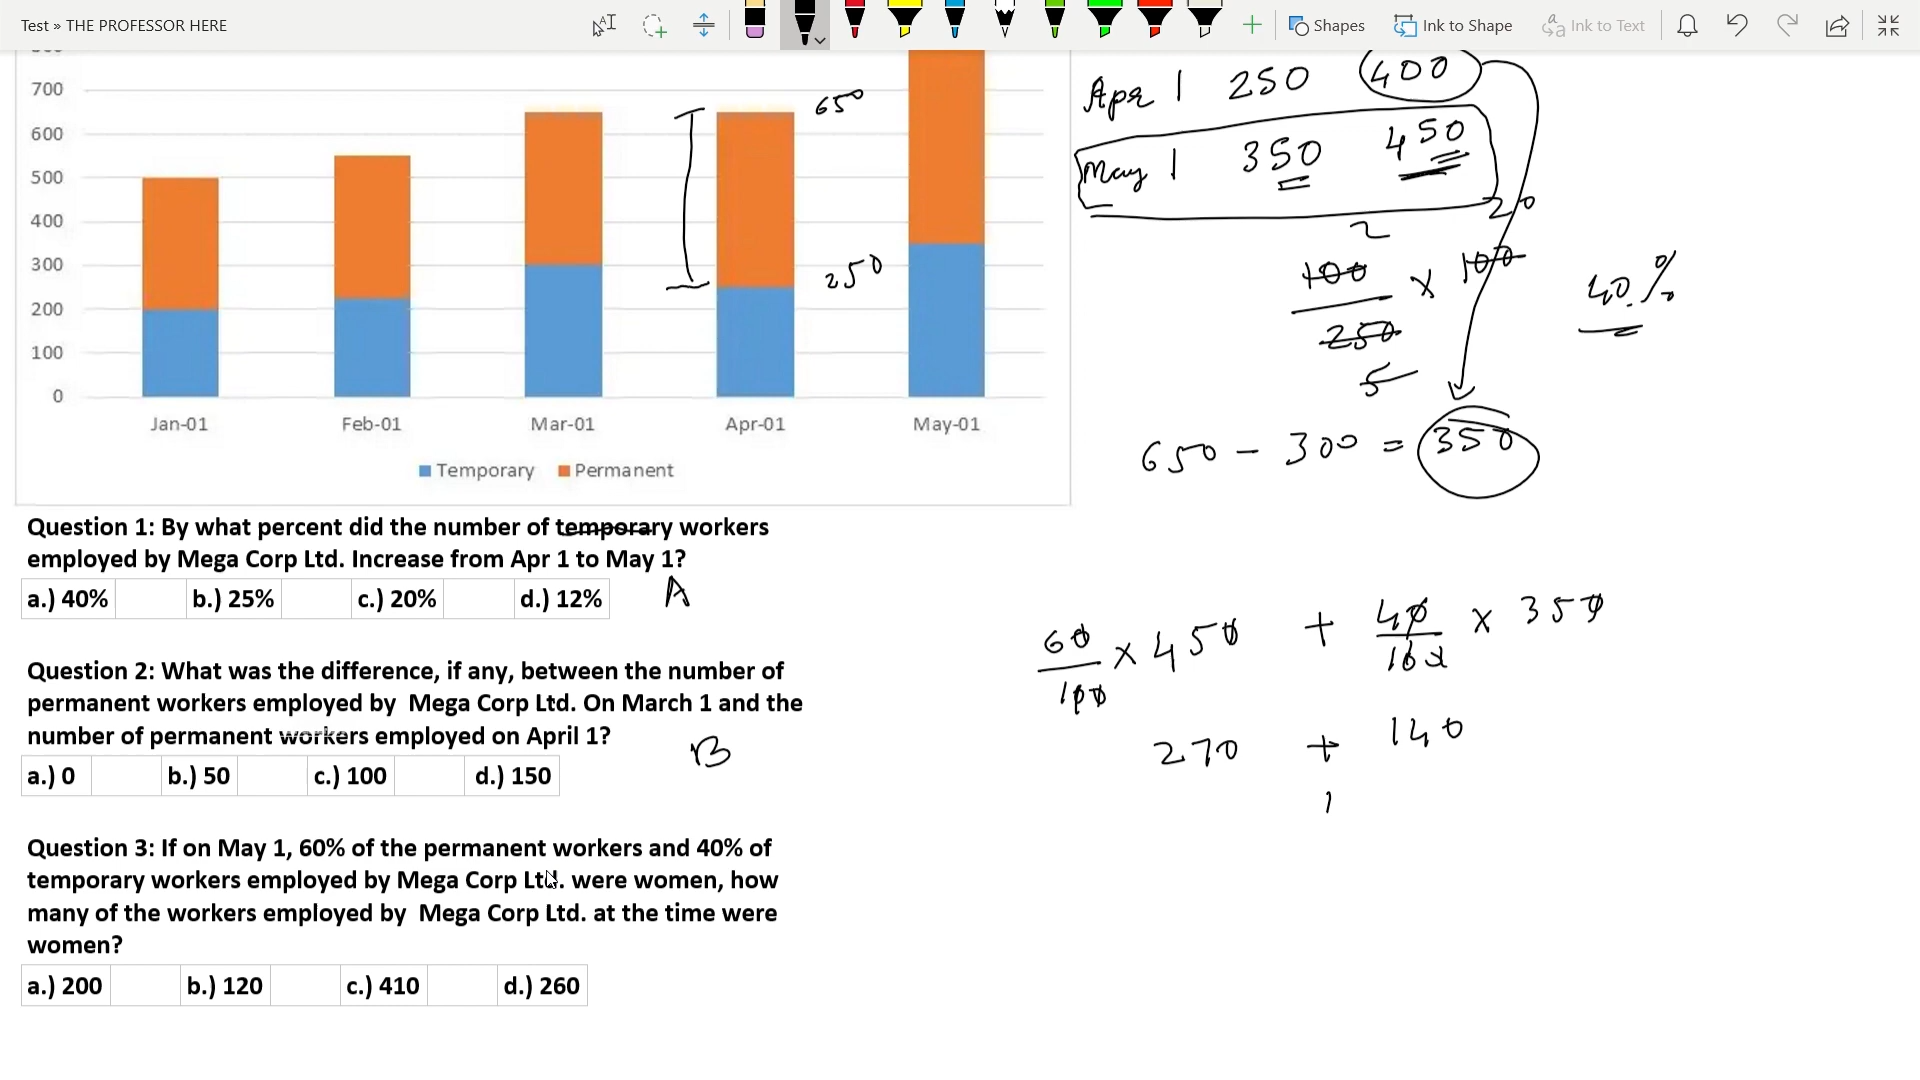 Test » THE PROFESSOR HERE
Shapes
Ink to Shape
Ink to Text
700
600
500
400
300
200
100
0
Jan-01
Feb-01
Mar-01
Apr-01
May-01
Temporary
Permanent
650
250
Apr 1 250 400
May 1 350 450
2 20
100 × 100
250
5
40%
650 - 300 = 350
Question 1: By what percent did the number of temporary workers
employed by Mega Corp Ltd. Increase from Apr 1 to May 1?
a.) 40% b.) 25% c.) 20% d.) 12%
A
Question 2: What was the difference, if any, between the number of
permanent workers employed by Mega Corp Ltd. On March 1 and the
number of permanent workers employed on April 1?
a.) 0 b.) 50 c.) 100 d.) 150
B
Question 3: If on May 1, 60% of the permanent workers and 40% of
temporary workers employed by Mega Corp Ltd. were women, how
many of the workers employed by Mega Corp Ltd. at the time were
women?
a.) 200 b.) 120 c.) 410 d.) 260
60 × 450 + 40 × 350
100 100
270 + 140